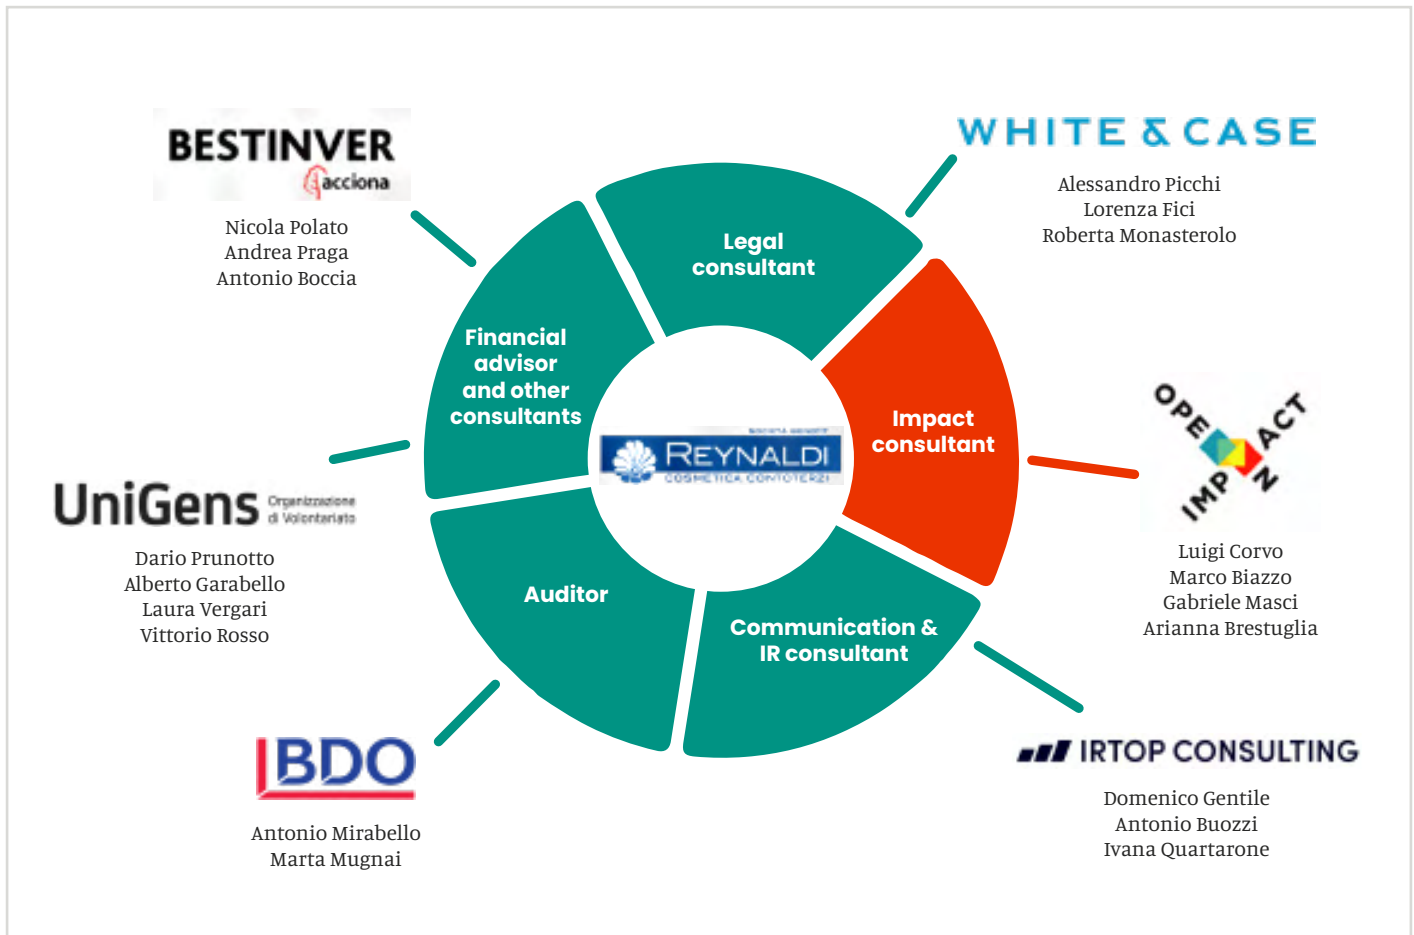 BESTINVER
acciona
Nicola Polato
Andrea Praga
Antonio Boccia
WHITE & CASE
Alessandro Picchi
Lorenza Fici
Roberta Monasterolo
Legal
consultant
Financial
advisor
and other
consultants
Impact
consultant
SOCIETÀ BENEFIT
REYNALDI
COSMETICA CONTOTERZI
OPEN
IMPACT
Luigi Corvo
Marco Biazzo
Gabriele Masci
Arianna Brestuglia
UniGens Organizzazione
di Volontariato
Dario Prunotto
Alberto Garabello
Laura Vergari
Vittorio Rosso
Auditor
Communication &
IR consultant
BDO
Antonio Mirabello
Marta Mugnai
IRTOP CONSULTING
Domenico Gentile
Antonio Buozzi
Ivana Quartarone